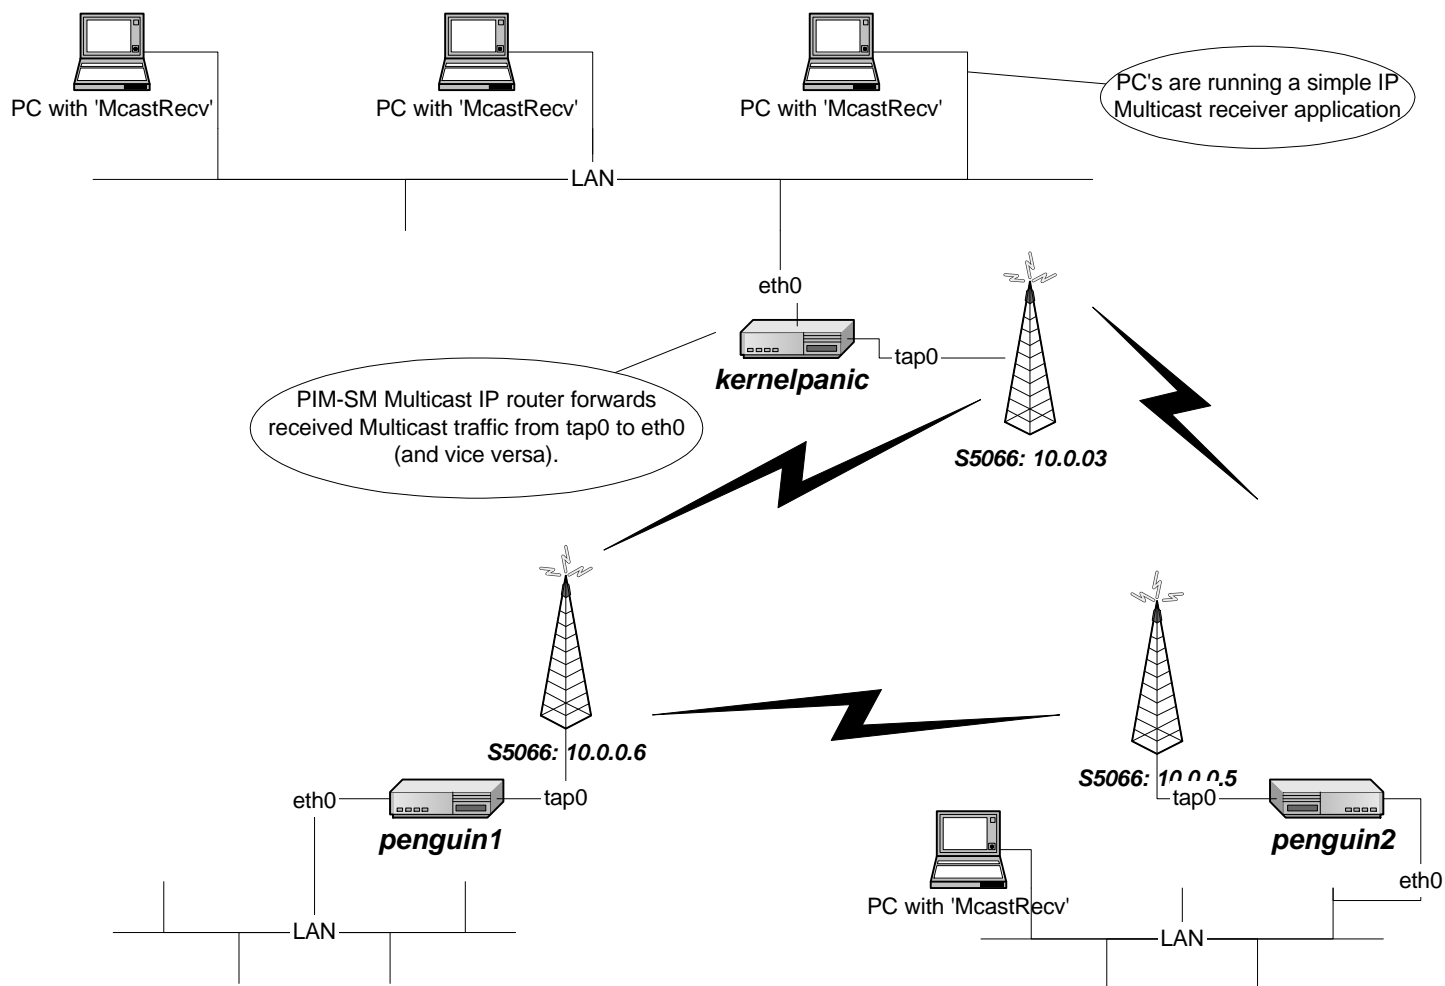 PC with 'McastRecv'
PC with 'McastRecv'
PC with 'McastRecv'
PC's are running a simple IP
Multicast receiver application
LAN
eth0
tap0
kernelpanic
PIM-SM Multicast IP router forwards
received Multicast traffic from tap0 to eth0
(and vice versa).
S5066: 10.0.03
S5066: 10.0.0.6
S5066: 10.0.0.5
eth0
tap0
penguin1
tap0
penguin2
eth0
PC with 'McastRecv'
LAN
LAN